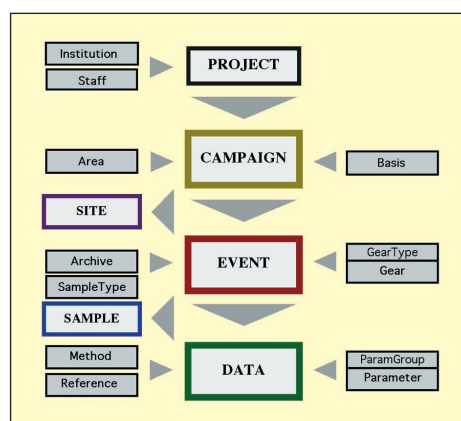 Institution
Staff
PROJECT
Area
CAMPAIGN
Basis
SITE
Archive
SampleType
EVENT
GearType
Gear
SAMPLE
Method
Reference
DATA
ParamGroup
Parameter